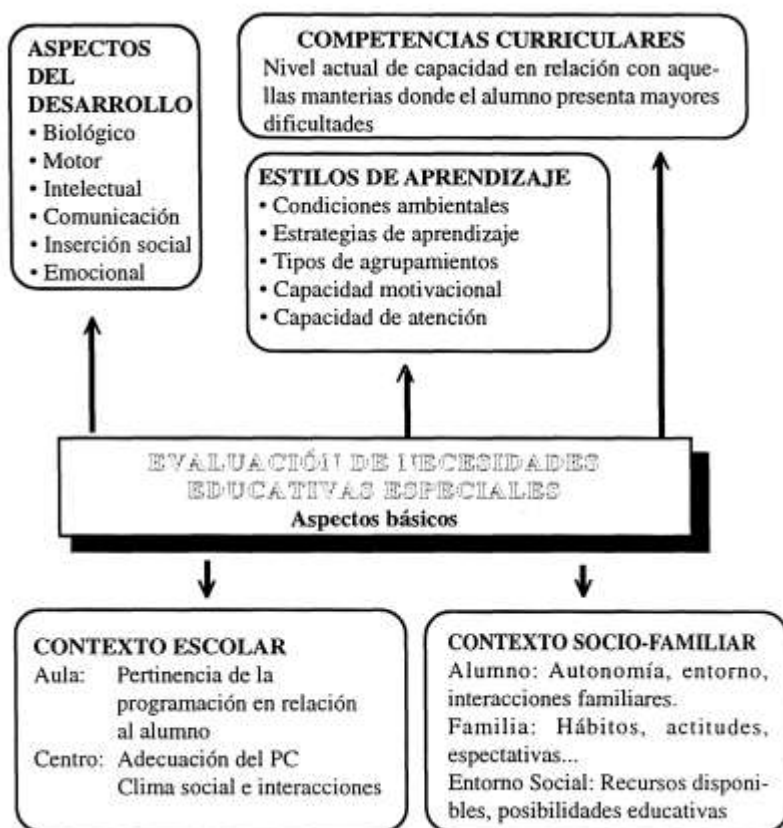 ASPECTOS
DEL
DESARROLLO
• Biológico
• Motor
• Intelectual
• Comunicación
• Inserción social
• Emocional
COMPETENCIAS CURRICULARES
Nivel actual de capacidad en relación con aque-
llas manterias donde el alumno presenta mayores
dificultades
ESTILOS DE APRENDIZAJE
• Condiciones ambientales
• Estrategias de aprendizaje
• Tipos de agrupamientos
• Capacidad motivacional
• Capacidad de atención
EVALUACIÓN DE NECESIDADES
EDUCATIVAS ESPECIALES
Aspectos básicos
CONTEXTO ESCOLAR
Aula: Pertinencia de la
programación en relación
al alumno
Centro: Adecuación del PC
Clima social e interacciones
CONTEXTO SOCIO-FAMILIAR
Alumno: Autonomía, entorno,
interacciones familiares.
Familia: Hábitos, actitudes,
espectativas...
Entorno Social: Recursos disponi-
bles, posibilidades educativas